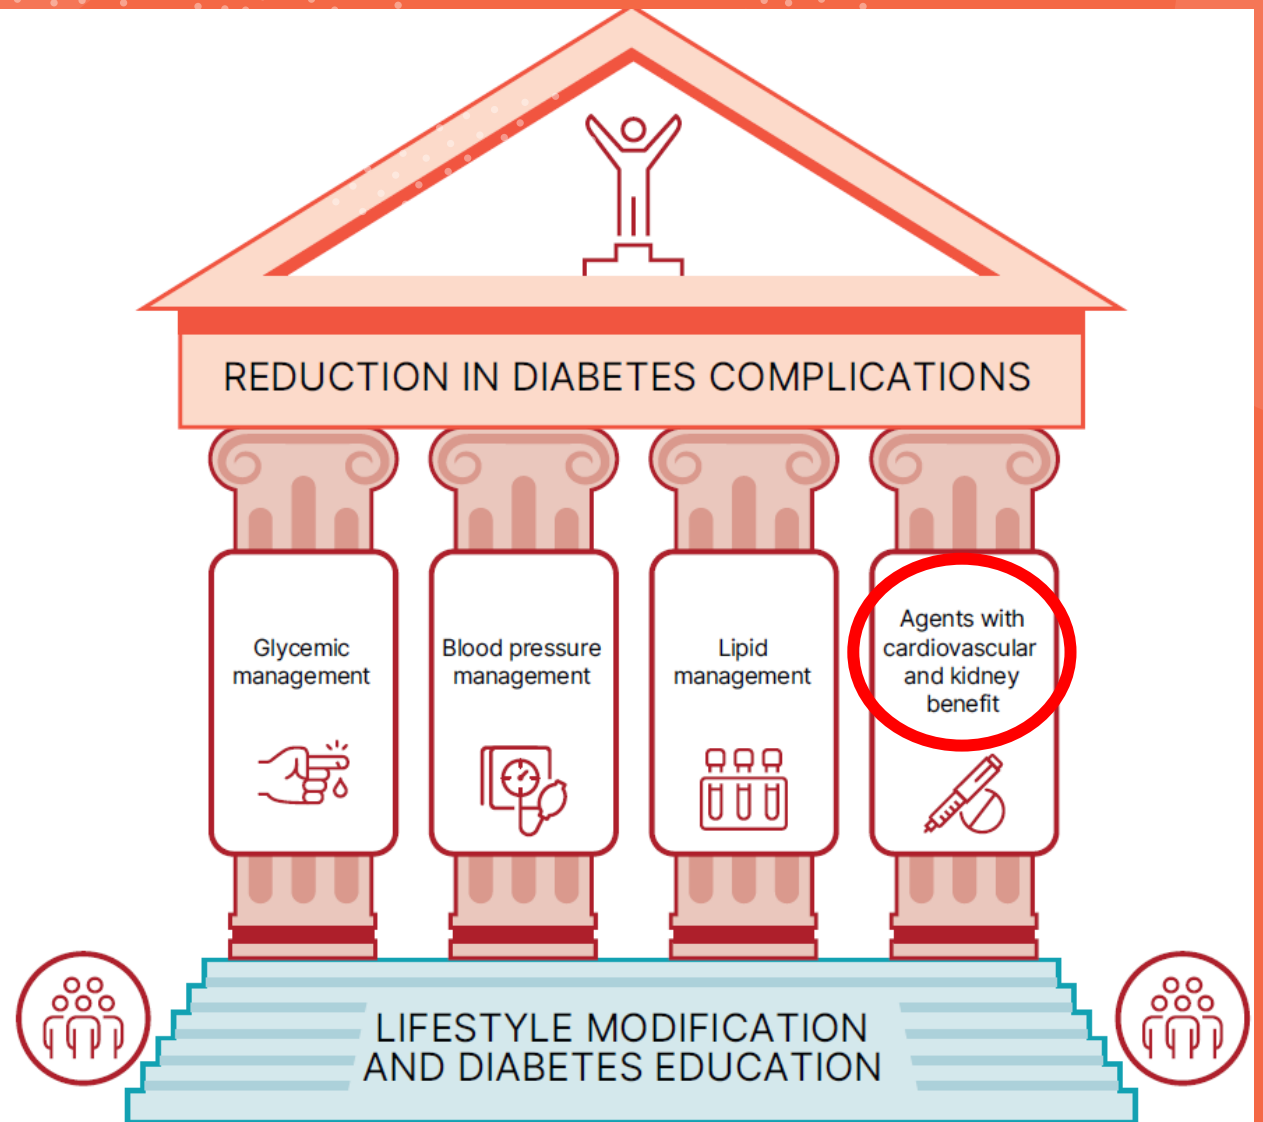 REDUCTION IN DIABETES COMPLICATIONS
Glycemic
management
Blood pressure
management
Lipid
management
Agents with
cardiovascular
and kidney
benefit
LIFESTYLE MODIFICATION
AND DIABETES EDUCATION